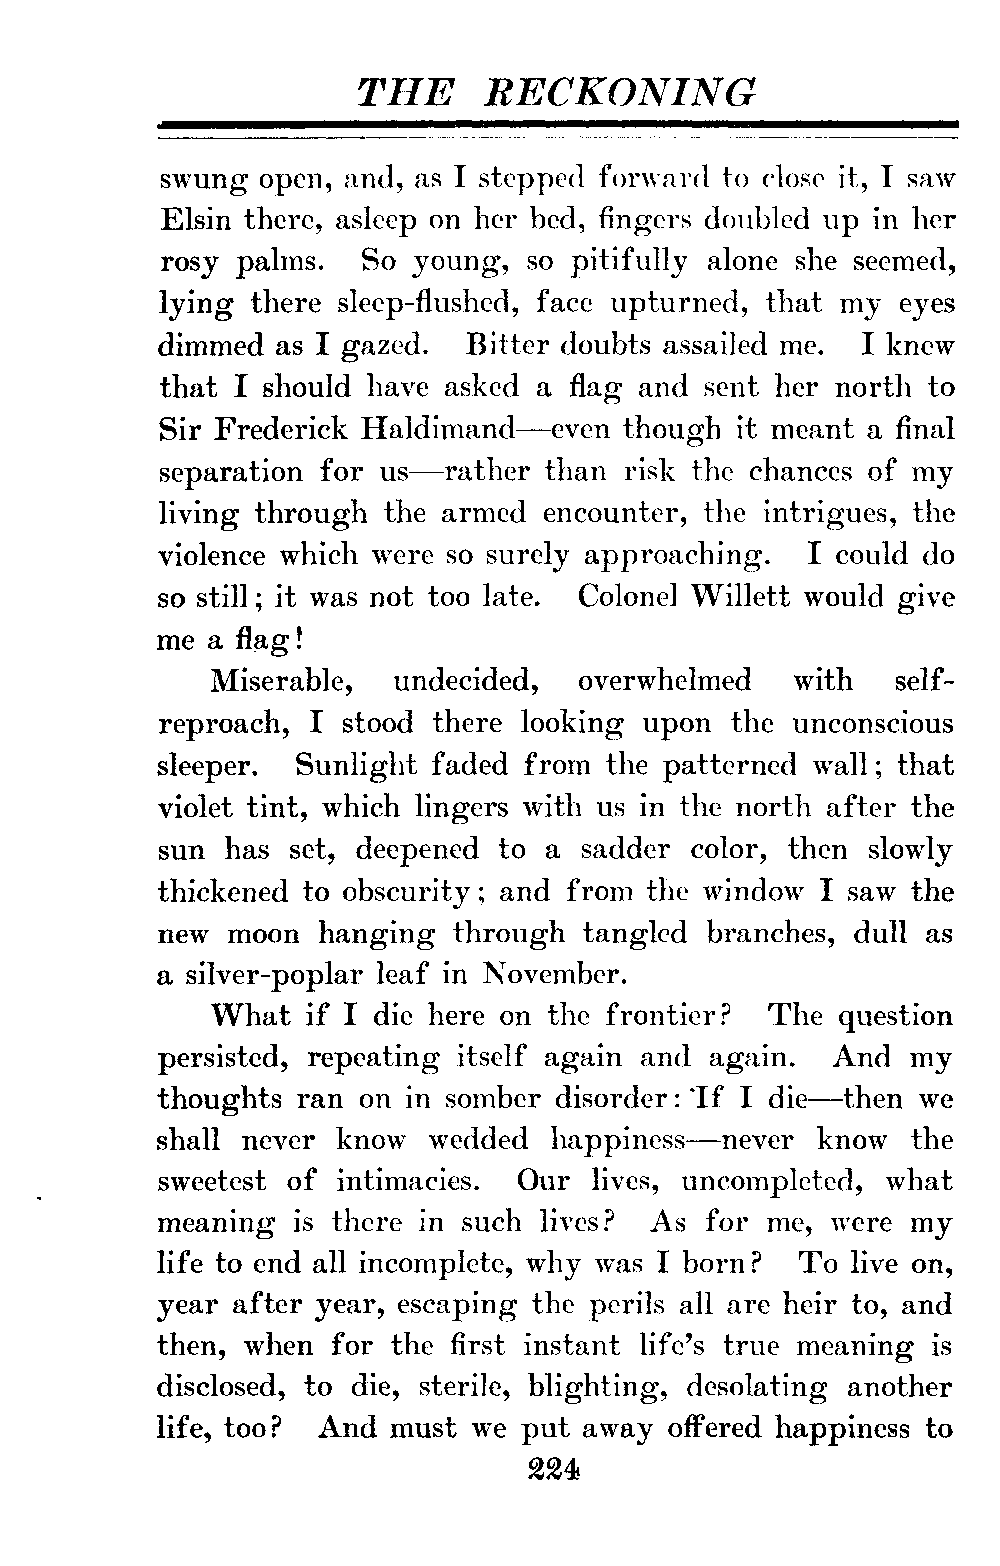 THE RECKONING
swung open, and, as I stepped forward to close it, I saw
Elsin there, asleep on her bed, fingers doubled up in her
rosy palms. So young, so pitifully alone she seemed,
lying there sleep-flushed, face upturned, that my eyes
dimmed as I gazed. Bitter doubts assailed me. I knew
that I should have asked a flag and sent her north to
Sir Frederick Haldimand—even though it meant a final
separation for us—rather than risk the chances of my
living through the armed encounter, the intrigues, the
violence which were so surely approaching. I could do
so still; it was not too late. Colonel Willett would give
me a flag!
Miserable, undecided, overwhelmed with self-
reproach, I stood there looking upon the unconscious
sleeper. Sunlight faded from the patterned wall; that
violet tint, which lingers with us in the north after the
sun has set, deepened to a sadder color, then slowly
thickened to obscurity; and from the window I saw the
new moon hanging through tangled branches, dull as
a silver-poplar leaf in November.
What if I die here on the frontier? The question
persisted, repeating itself again and again. And my
thoughts ran on in somber disorder: If I die—then we
shall never know wedded happiness—never know the
sweetest of intimacies. Our lives, uncompleted, what
meaning is there in such lives? As for me, were my
life to end all incomplete, why was I born? To live on,
year after year, escaping the perils all are heir to, and
then, when for the first instant life's true meaning is
disclosed, to die, sterile, blighting, desolating another
life, too? And must we put away offered happiness to
224